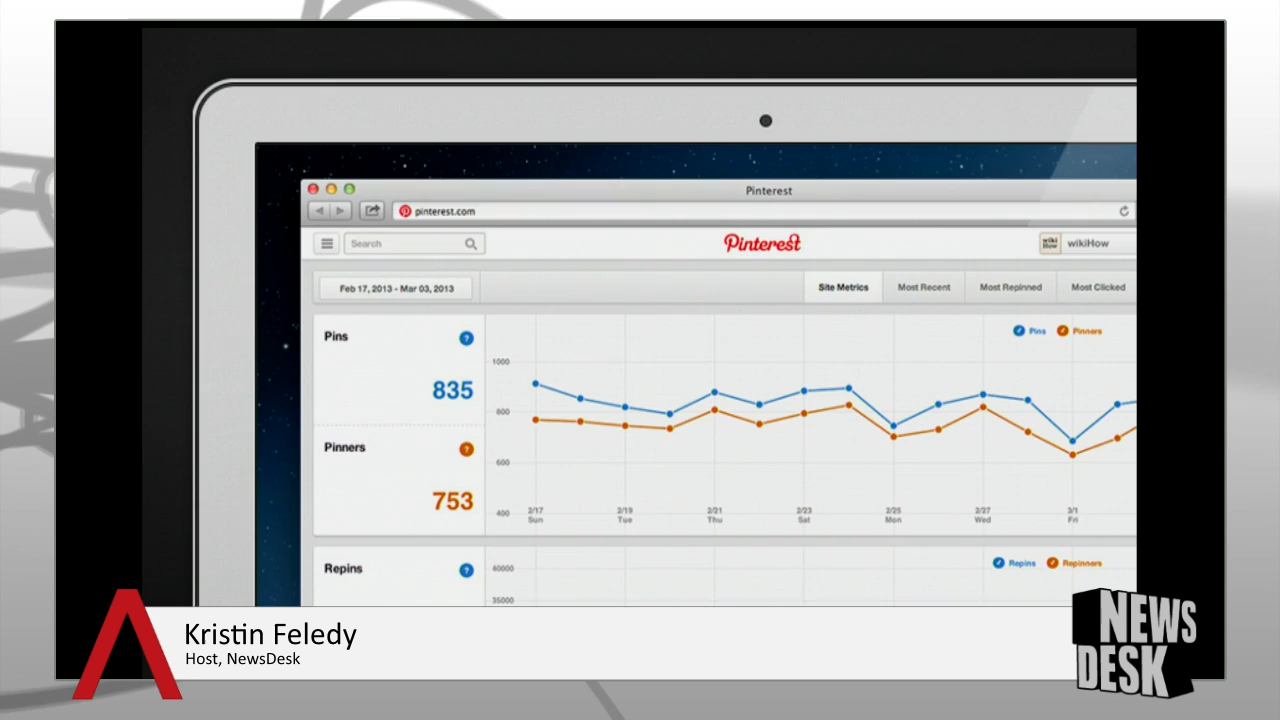 Pinterest
pinterest.com
Search
Pinterest
wiki
How
wikiHow
Feb 17, 2013 - Mar 03, 2013
Site Metrics
Most Recent
Most Repinned
Most Clicked
Pins
?
835
Pinners
?
753
Pins
Pinners
1000
800
600
400
2/17
Sun
2/19
Tue
2/21
Thu
2/23
Sat
2/25
Mon
2/27
Wed
3/1
Fri
Repins
?
Repins
Repinners
60000
35000
Kristin Feledy
Host, NewsDesk
NEWS
DESK